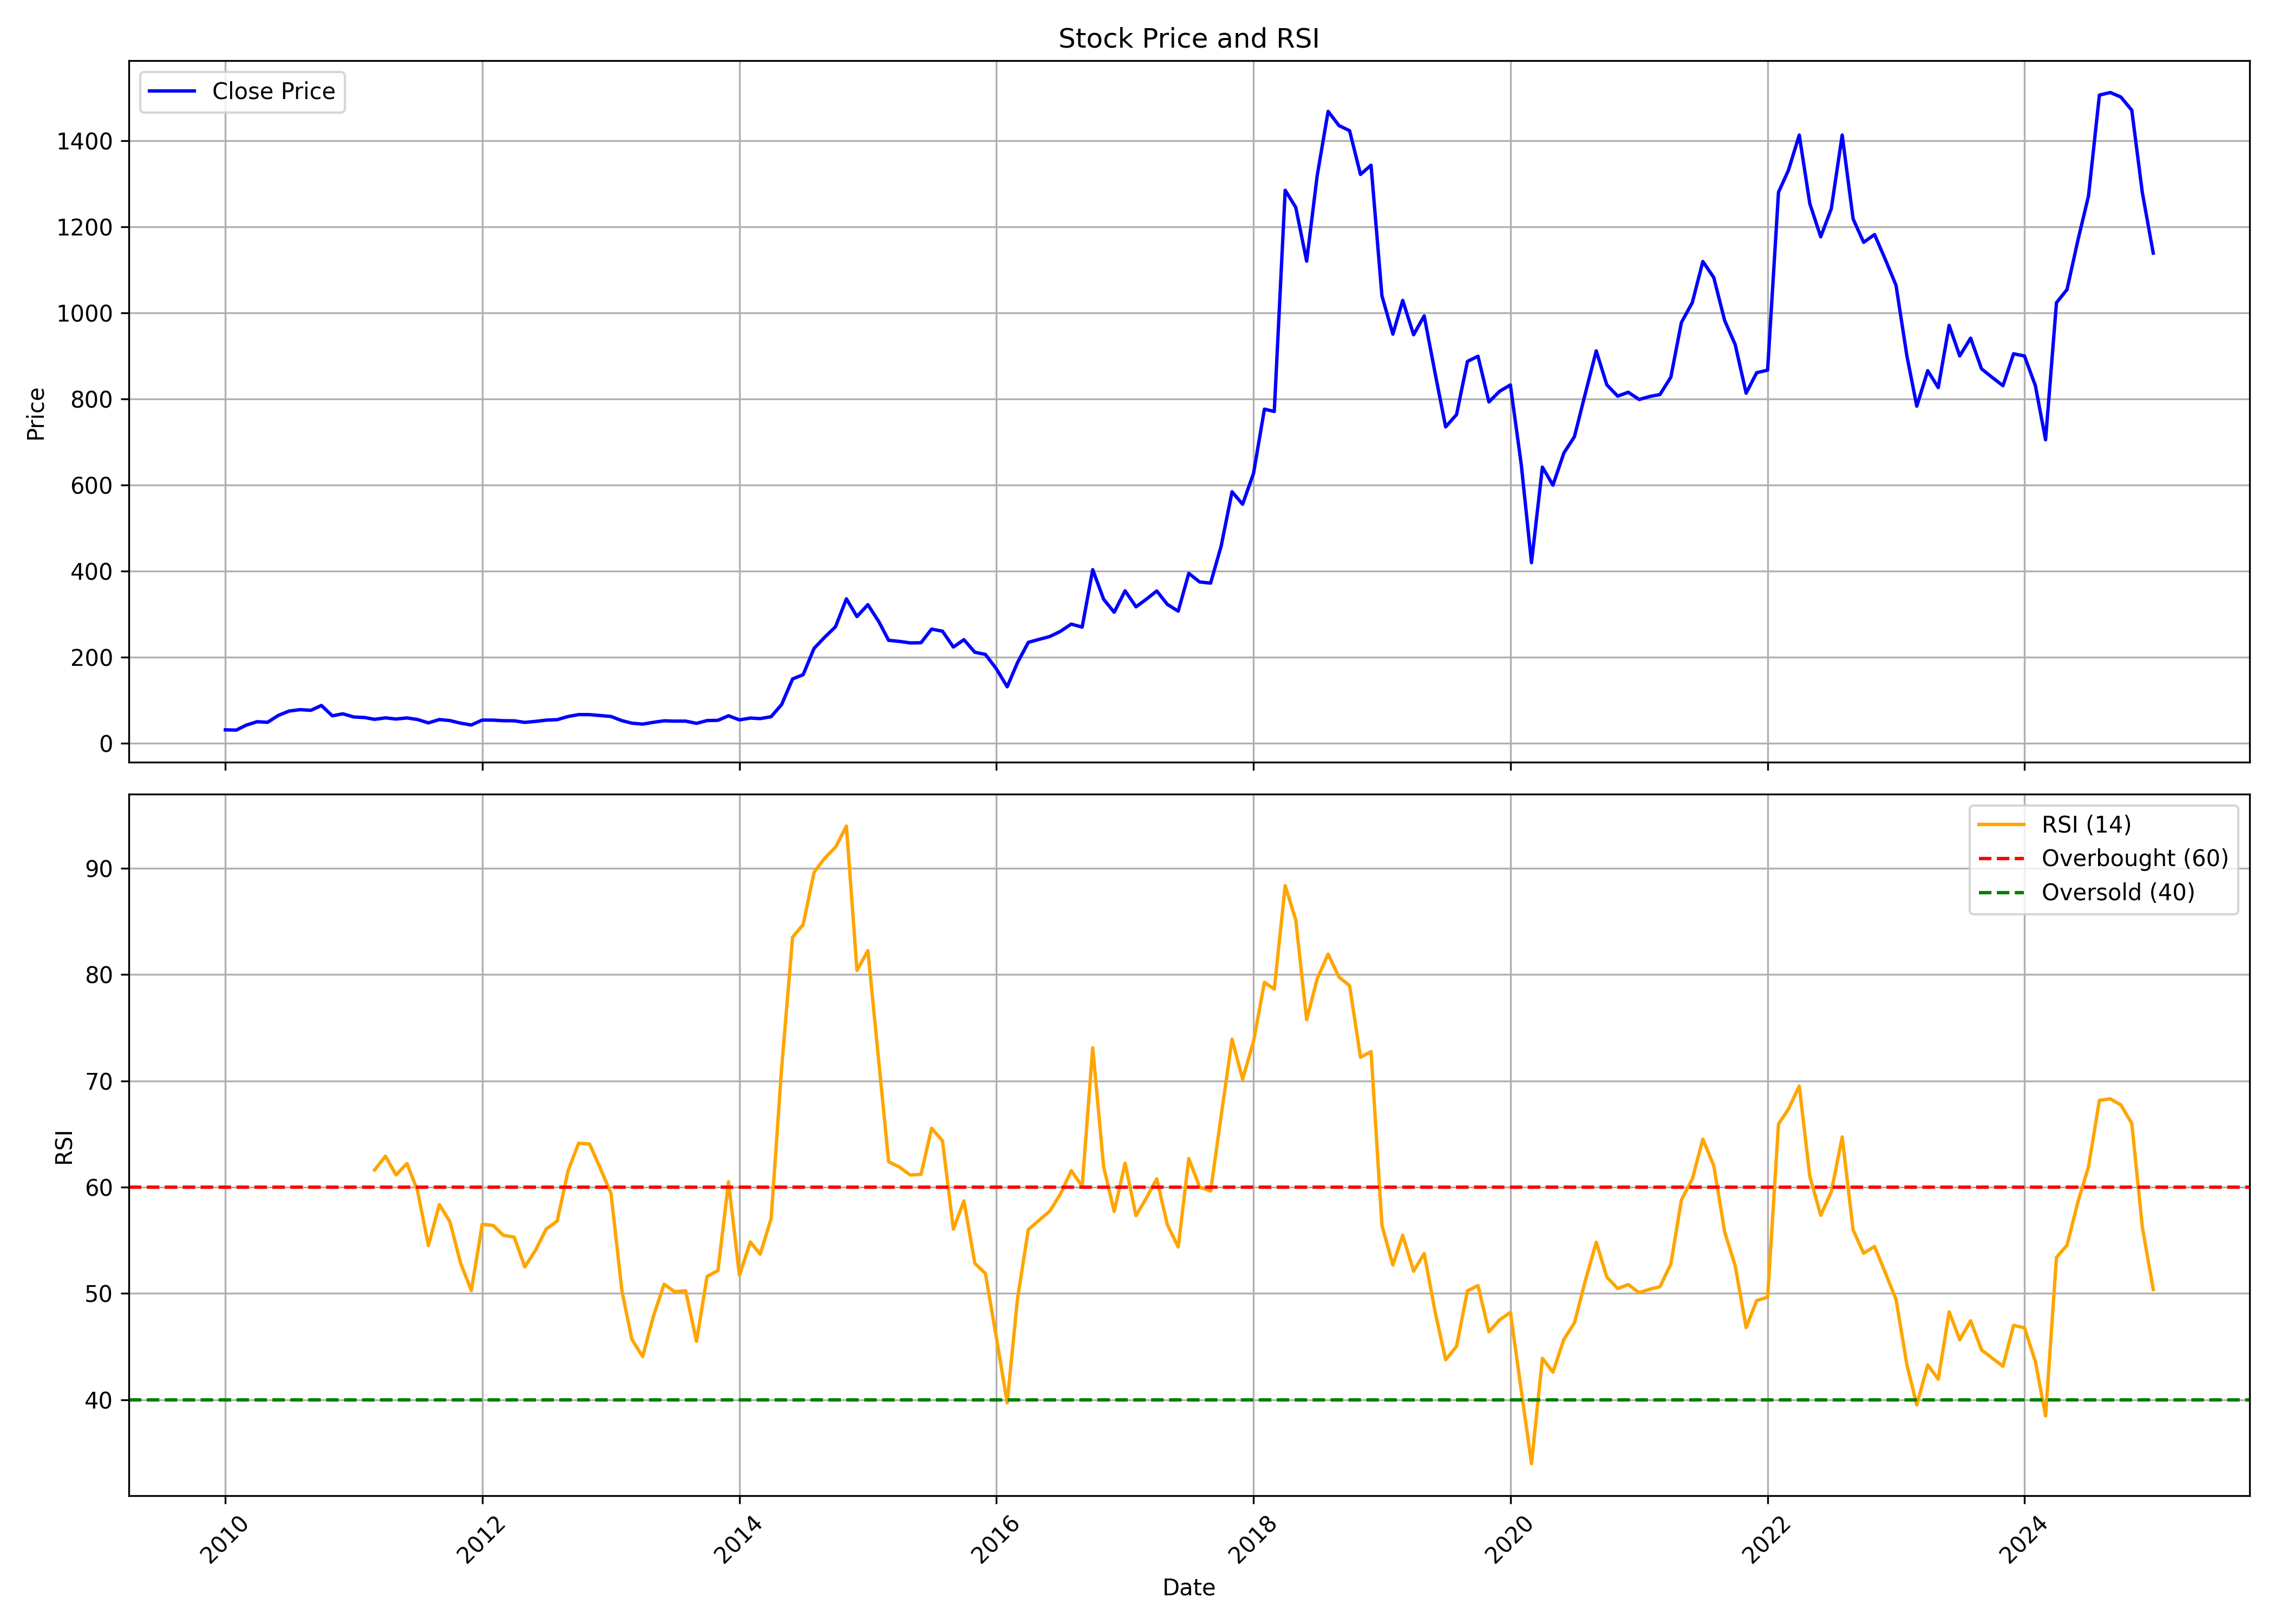 Stock Price and RSI
Close Price
1400
1200
1000
800
600
400
200
0
Price
RSI (14)
Overbought (60)
Oversold (40)
90
80
70
60
50
40
RSI
2010
2012
2014
2016
2018
2020
2022
2024
Date